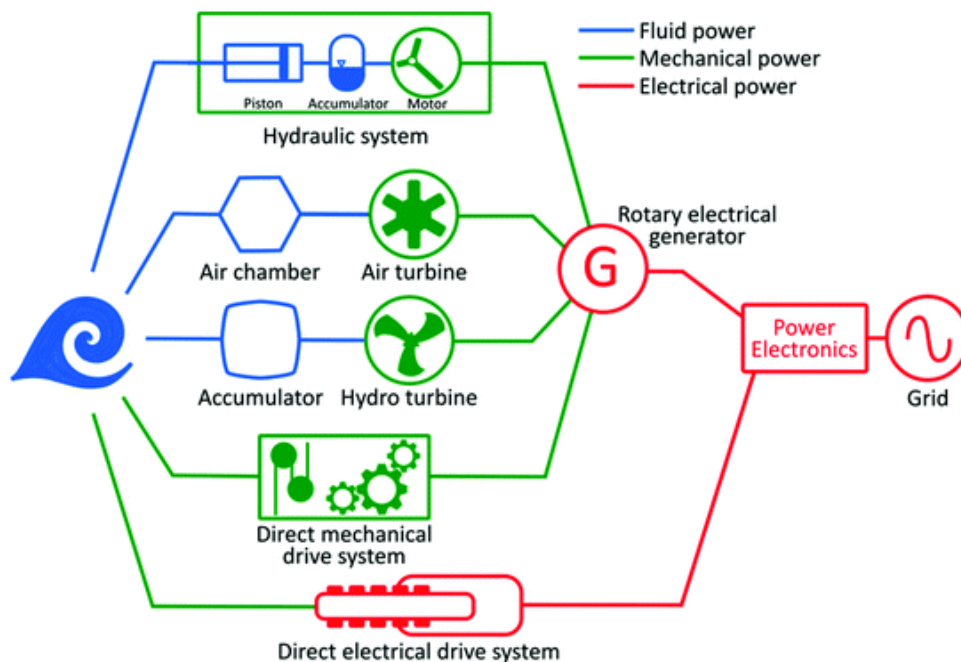 Fluid power
Mechanical power
Electrical power
Piston
Accumulator
Motor
Hydraulic system
Air chamber
Air turbine
Rotary electrical
generator
G
Accumulator
Hydro turbine
Power
Electronics
Grid
Direct mechanical
drive system
Direct electrical drive system